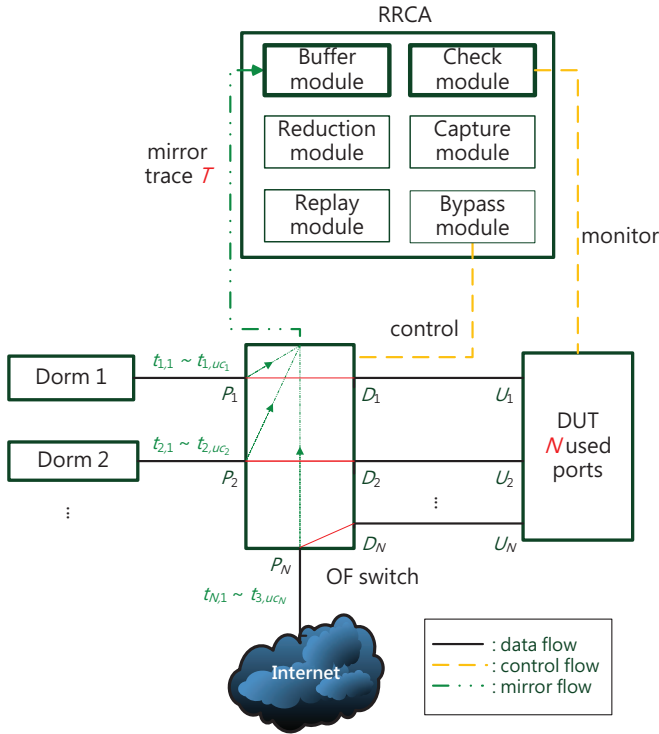 RRCA
Buffer
module
Check
module
Reduction
module
Capture
module
Replay
module
Bypass
module
mirror
trace T
monitor
control
Dorm 1
t1,1 ~ t1,uc1
P1
D1
U1
DUT
N used
ports
Dorm 2
t2,1 ~ t2,uc2
P2
D2
U2
...
...
PN
DN
UN
OF switch
tN,1 ~ t3,ucN
Internet
: data flow
: control flow
: mirror flow